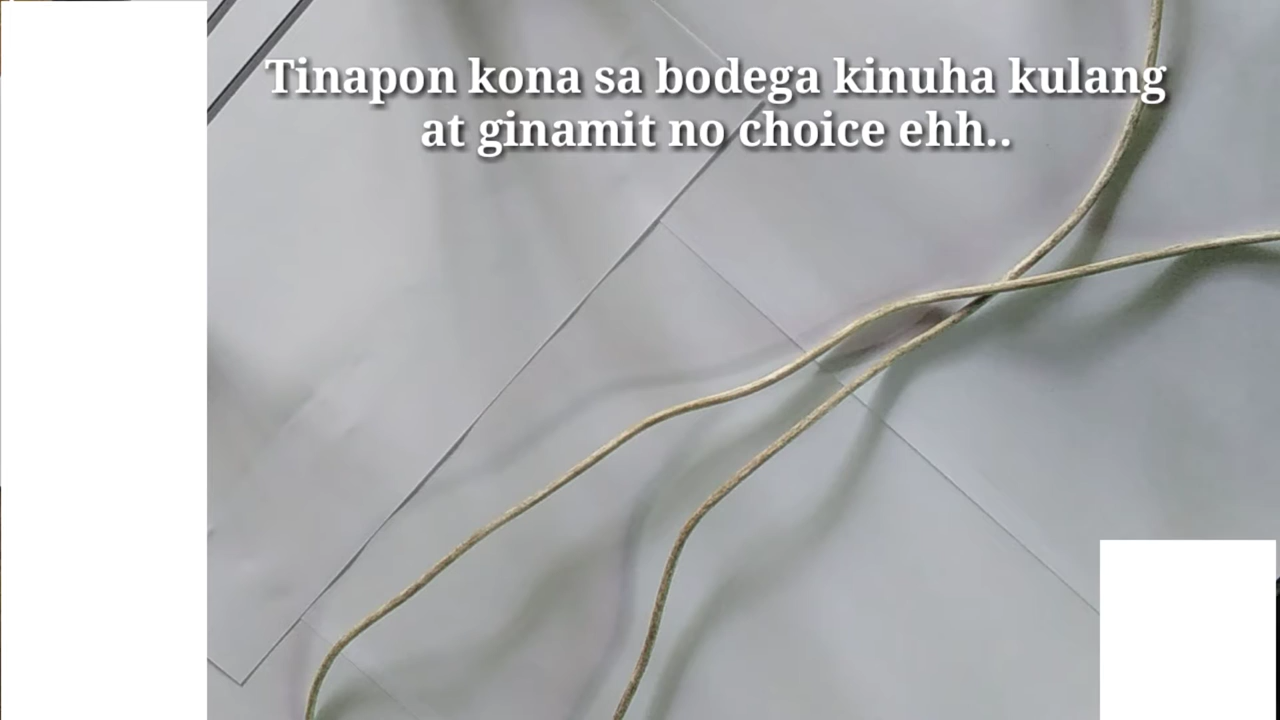 Tinapon kona sa bodega kinuha kulang
at ginamit no choice ehh..